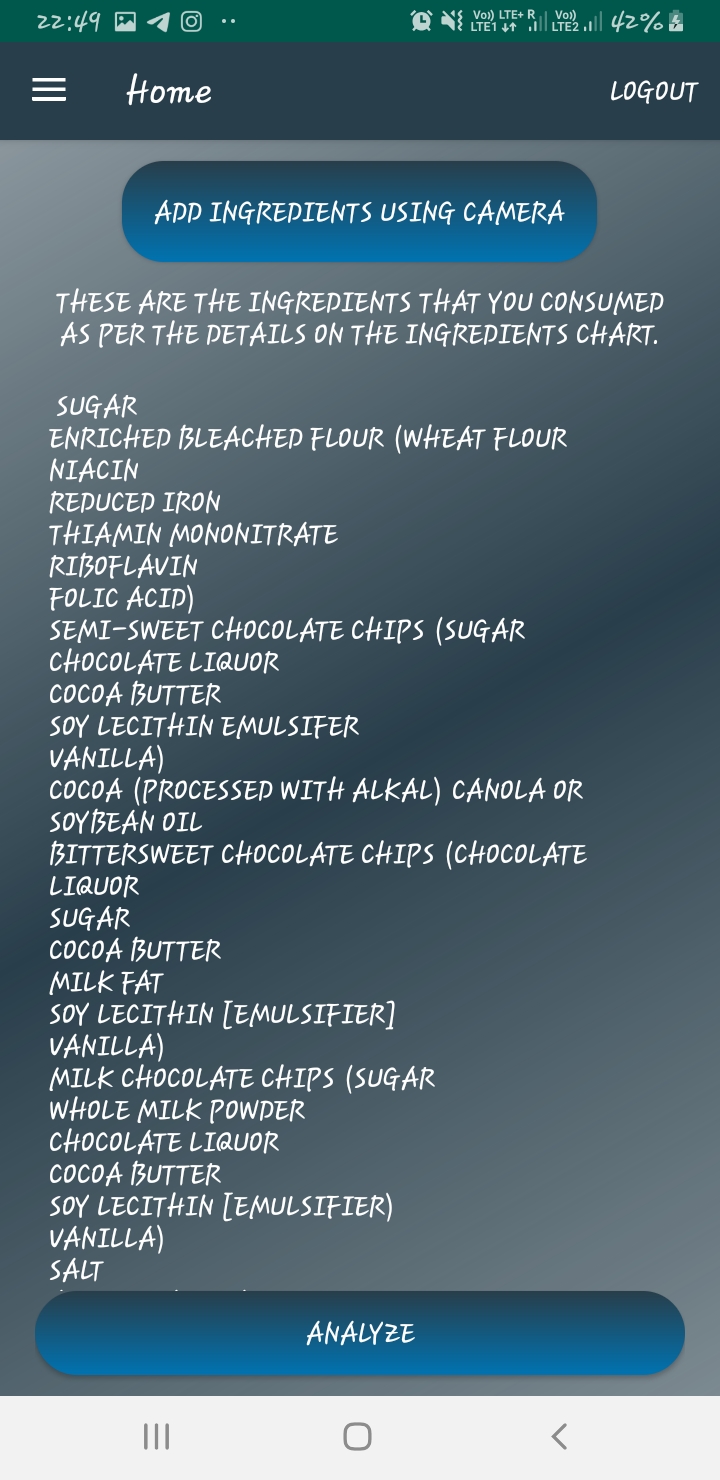 22:49
Vo)) LTE+ R Vo))
LTE1 LTE2 42%
Home LOGOUT
ADD INGREDIENTS USING CAMERA
THESE ARE THE INGREDIENTS THAT YOU CONSUMED
AS PER THE DETAILS ON THE INGREDIENTS CHART.
SUGAR
ENRICHED BLEACHED FLOUR (WHEAT FLOUR
NIACIN
REDUCED IRON
THIAMIN MONONITRATE
RIBOFLAVIN
FOLIC ACID)
SEMI-SWEET CHOCOLATE CHIPS (SUGAR
CHOCOLATE LIQUOR
COCOA BUTTER
SOY LECITHIN EMULSIFER
VANILLA)
COCOA (PROCESSED WITH ALKAL) CANOLA OR
SOYBEAN OIL
BITTERSWEET CHOCOLATE CHIPS (CHOCOLATE
LIQUOR
SUGAR
COCOA BUTTER
MILK FAT
SOY LECITHIN [EMULSIFIER]
VANILLA)
MILK CHOCOLATE CHIPS (SUGAR
WHOLE MILK POWDER
CHOCOLATE LIQUOR
COCOA BUTTER
SOY LECITHIN [EMULSIFIER)
VANILLA)
SALT
ANALYZE